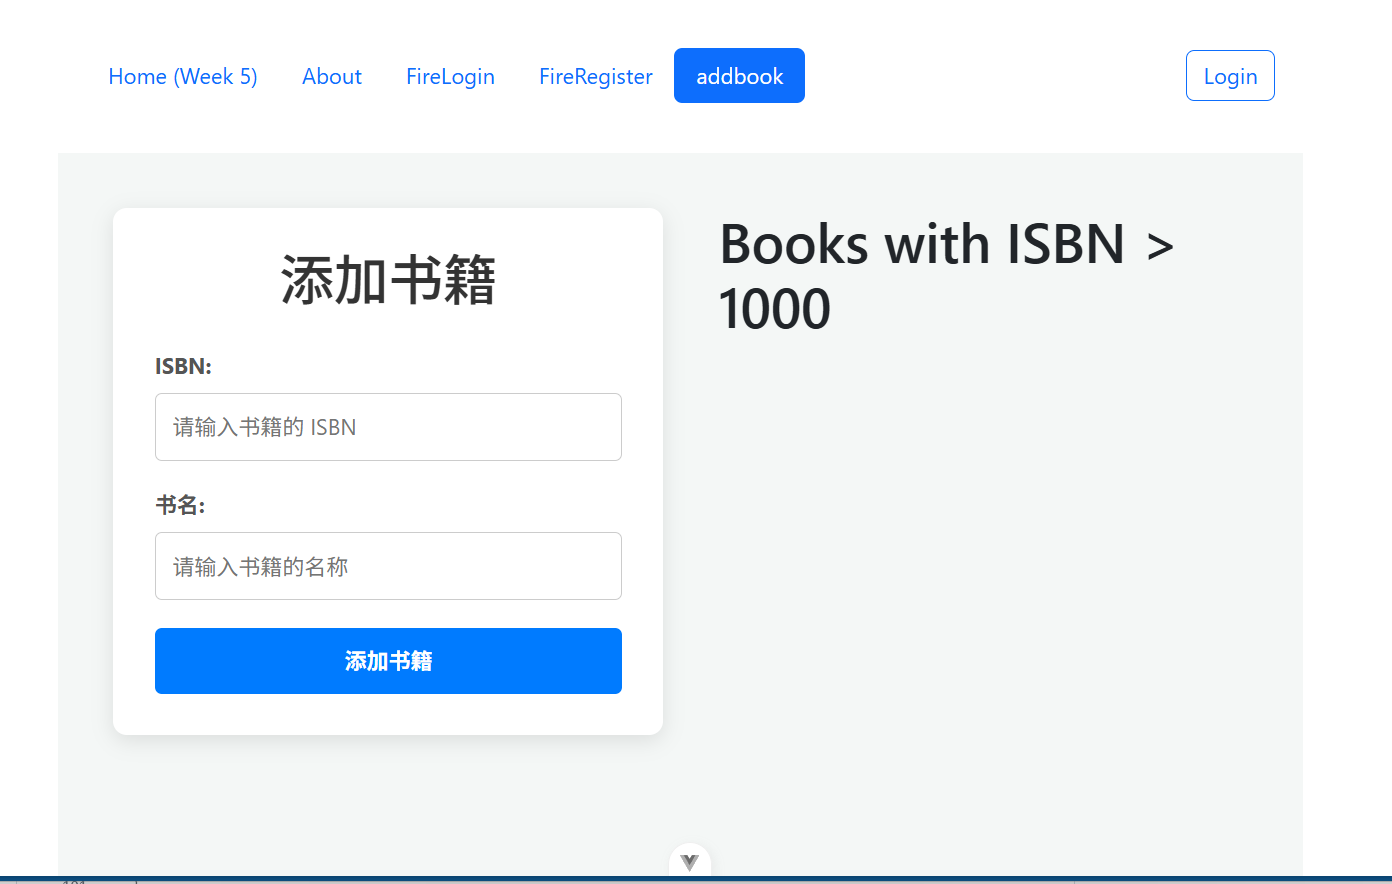 Home (Week 5) About FireLogin FireRegister addbook Login
添加书籍
ISBN:
请输入书籍的 ISBN
书名:
请输入书籍的名称
添加书籍
Books with ISBN >
1000